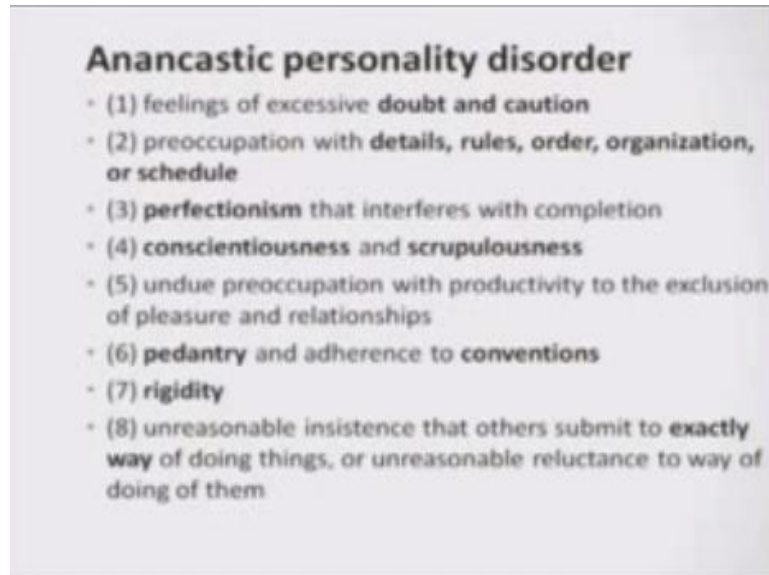 Anancastic personality disorder
• (1) feelings of excessive doubt and caution
• (2) preoccupation with details, rules, order, organization,
or schedule
• (3) perfectionism that interferes with completion
• (4) conscientiousness and scrupulousness
• (5) undue preoccupation with productivity to the exclusion
of pleasure and relationships
• (6) pedantry and adherence to conventions
• (7) rigidity
• (8) unreasonable insistence that others submit to exactly
way of doing things, or unreasonable reluctance to way of
doing of them